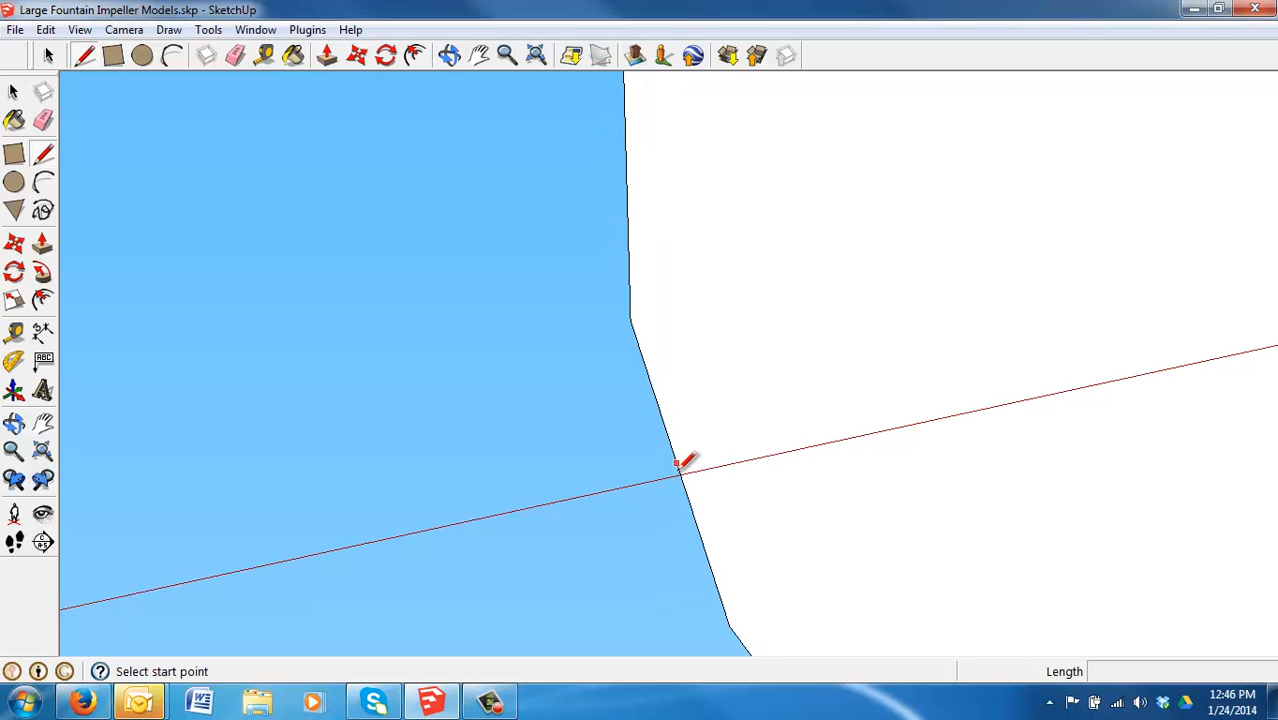 Large Fountain Impeller Models.skp - SketchUp
File Edit View Camera Draw Tools Window Plugins Help
ABC
Select start point
Length
12:46 PM
1/24/2014